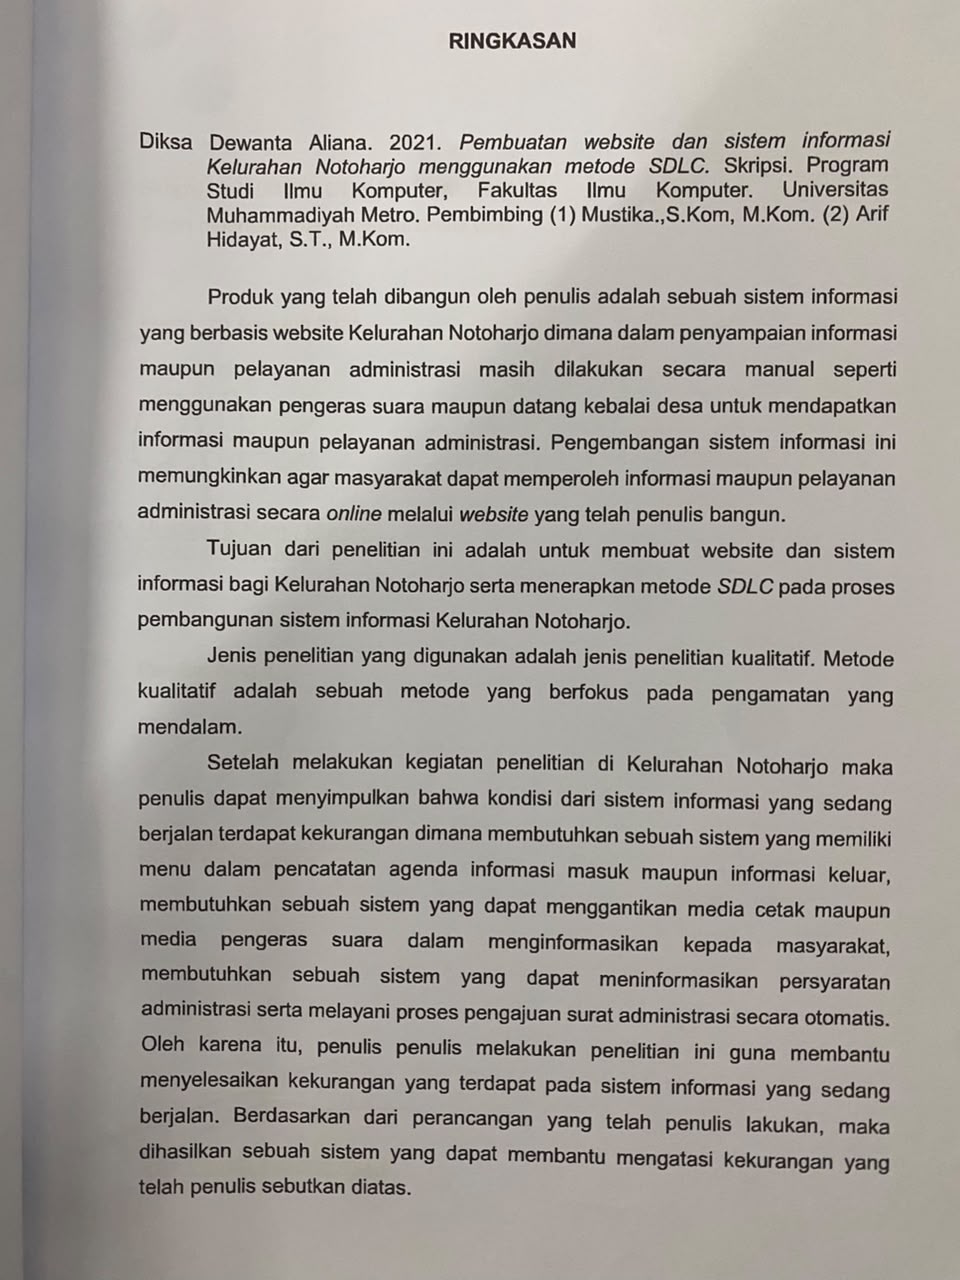 RINGKASAN
Diksa Dewanta Aliana. 2021. Pembuatan website dan sistem informasi
Kelurahan Notoharjo menggunakan metode SDLC. Skripsi. Program
Studi Ilmu Komputer, Fakultas Ilmu Komputer. Universitas
Muhammadiyah Metro. Pembimbing (1) Mustika.,S.Kom, M.Kom. (2) Arif
Hidayat, S.T., M.Kom.
Produk yang telah dibangun oleh penulis adalah sebuah sistem informasi
yang berbasis website Kelurahan Notoharjo dimana dalam penyampaian informasi
maupun pelayanan administrasi masih dilakukan secara manual seperti
menggunakan pengeras suara maupun datang kebalai desa untuk mendapatkan
informasi maupun pelayanan administrasi. Pengembangan sistem informasi ini
memungkinkan agar masyarakat dapat memperoleh informasi maupun pelayanan
administrasi secara online melalui website yang telah penulis bangun.
Tujuan dari penelitian ini adalah untuk membuat website dan sistem
informasi bagi Kelurahan Notoharjo serta menerapkan metode SDLC pada proses
pembangunan sistem informasi Kelurahan Notoharjo.
Jenis penelitian yang digunakan adalah jenis penelitian kualitatif. Metode
kualitatif adalah sebuah metode yang berfokus pada pengamatan yang
mendalam.
Setelah melakukan kegiatan penelitian di Kelurahan Notoharjo maka
penulis dapat menyimpulkan bahwa kondisi dari sistem informasi yang sedang
berjalan terdapat kekurangan dimana membutuhkan sebuah sistem yang memiliki
menu dalam pencatatan agenda informasi masuk maupun informasi keluar,
membutuhkan sebuah sistem yang dapat menggantikan media cetak maupun
media pengeras suara dalam menginformasikan kepada masyarakat,
membutuhkan sebuah sistem yang dapat meninformasikan persyaratan
administrasi serta melayani proses pengajuan surat administrasi secara otomatis.
Oleh karena itu, penulis penulis melakukan penelitian ini guna membantu
menyelesaikan kekurangan yang terdapat pada sistem informasi yang sedang
berjalan. Berdasarkan dari perancangan yang telah penulis lakukan, maka
dihasilkan sebuah sistem yang dapat membantu mengatasi kekurangan yang
telah penulis sebutkan diatas.